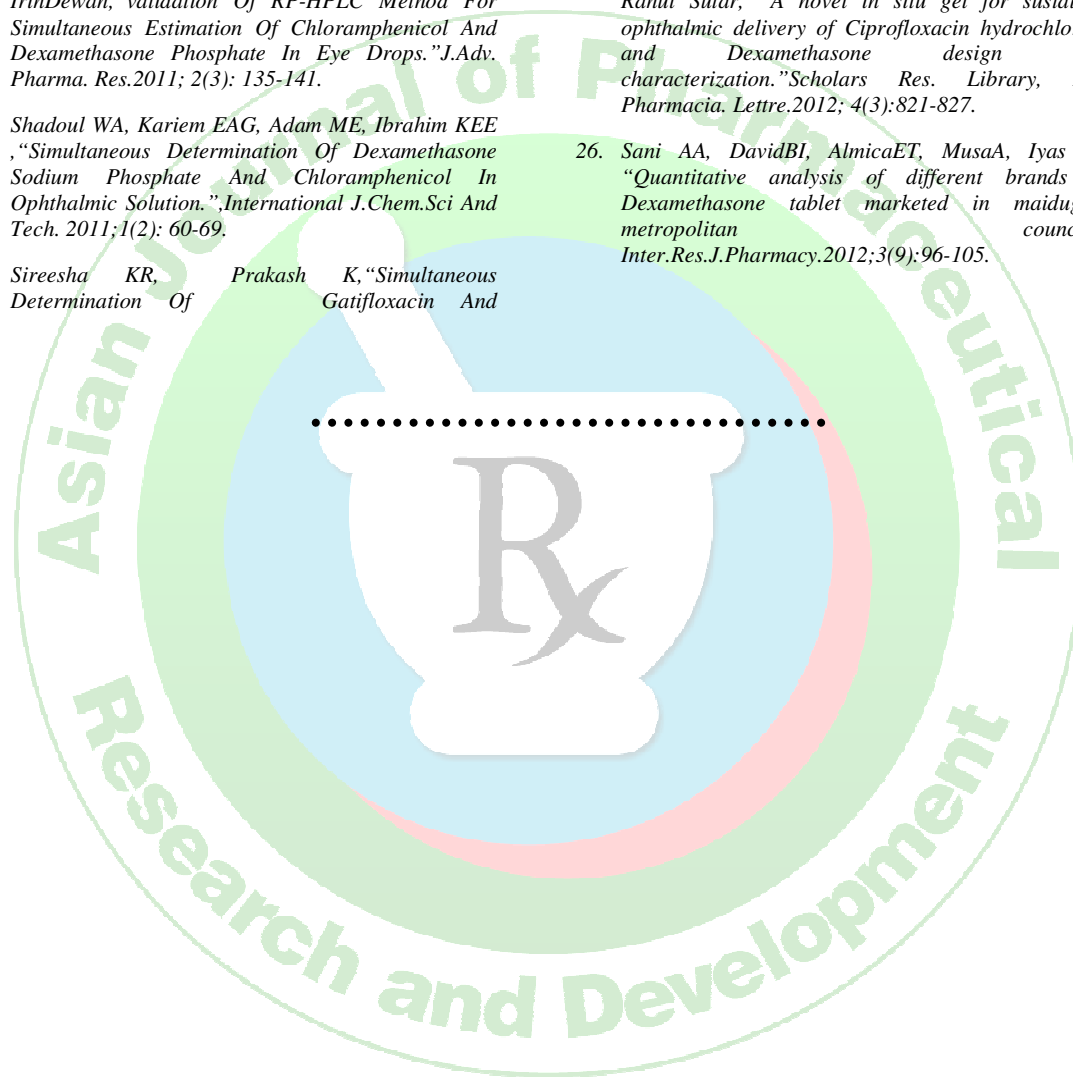 IrinDewan, validation Of RP-HPLC Method For
Simultaneous Estimation Of Chloramphenicol And
Dexamethasone Phosphate In Eye Drops.”J.Adv.
Pharma. Res.2011; 2(3): 135-141.
Shadoul WA, Kariem EAG, Adam ME, Ibrahim KEE
,“Simultaneous Determination Of Dexamethasone
Sodium Phosphate And Chloramphenicol In
Ophthalmic Solution.”,International J.Chem.Sci And
Tech. 2011;1(2): 60-69.
Sireesha KR, Prakash K,“Simultaneous
Determination Of Gatifloxacin And
Rahul Sutar, “A novel in situ gel for
ophthalmic delivery of Ciprofloxacin
and Dexamethasone design
characterization.”Scholars Res. Library,
Pharmacia. Lettre.2012; 4(3):821-827.
26. Sani AA, DavidBI, AlmicaET, MusaA, Iyas
“Quantitative analysis of different brands
Dexamethasone tablet marketed in
metropolitan
Inter.Res.J.Pharmacy.2012;3(9):96-105.
Asian Journal of Pharmaceutical
Rx
Research and Development